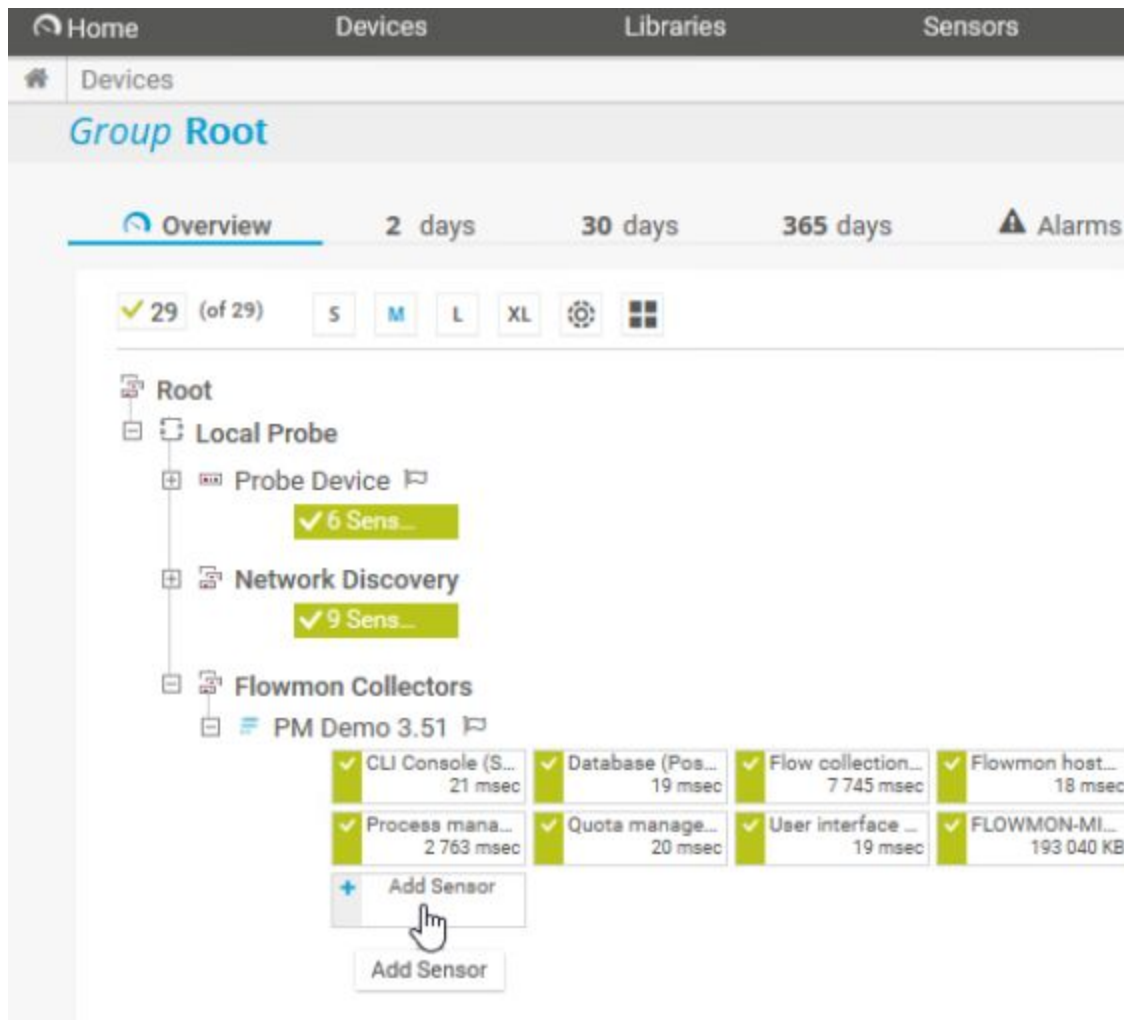 Home Devices Libraries Sensors
Devices
Group Root
Overview 2 days 30 days 365 days Alarms
29 (of 29) S M L XL
Root
Local Probe
Probe Device
6 Sens...
Network Discovery
9 Sens...
Flowmon Collectors
PM Demo 3.51
CLI Console (S... Database (Pos... Flow collection... Flowmon host...
21 msec 19 msec 7 745 msec 18 msec
Process mana... Quota manage... User interface ... FLOWMON-MI...
2 763 msec 20 msec 19 msec 193 040 KB
Add Sensor
Add Sensor